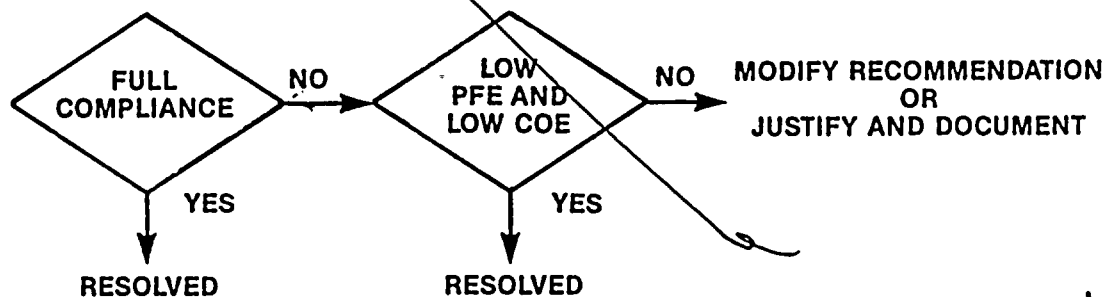 FULL
COMPLIANCE
NO
LOW
PFE AND
LOW COE
NO
MODIFY RECOMMENDATION
OR
JUSTIFY AND DOCUMENT
YES
YES
RESOLVED
RESOLVED